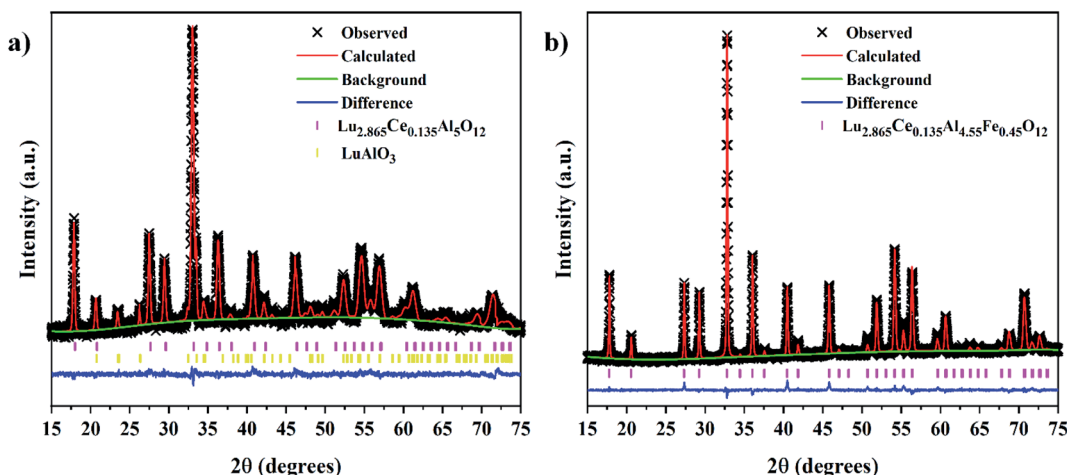 a)
Observed
Calculated
Background
Difference
Lu2.865Ce0.135Al5O12
LuAlO3
Intensity (a.u.)
15 20 25 30 35 40 45 50 55 60 65 70 75
2θ (degrees)
b)
Observed
Calculated
Background
Difference
Lu2.865Ce0.135Al4.55Fe0.45O12
Intensity (a.u.)
15 20 25 30 35 40 45 50 55 60 65 70 75
2θ (degrees)